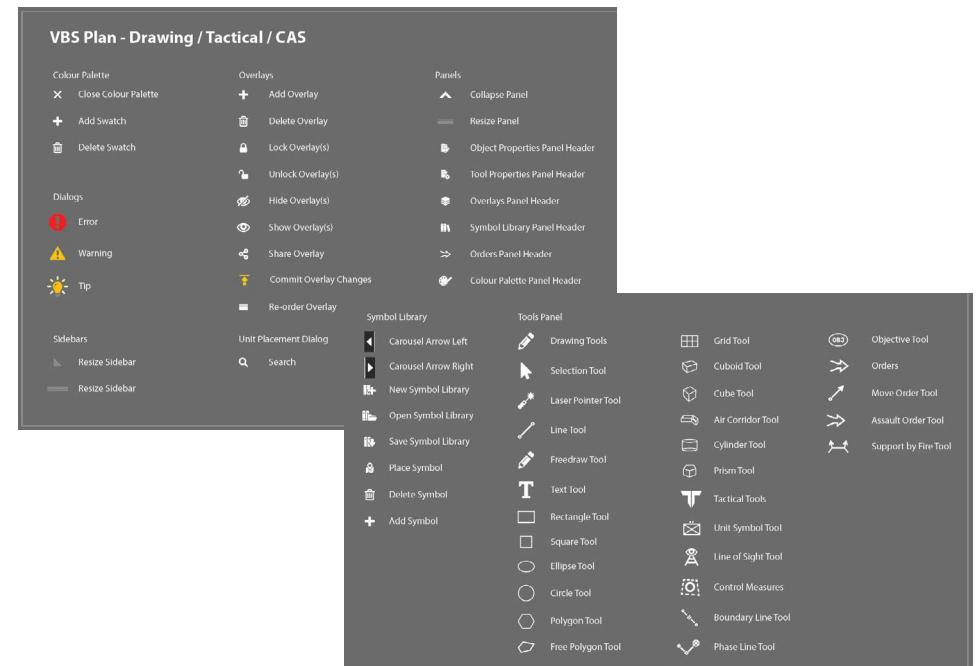 VBS Plan - Drawing / Tactical / CAS
Colour Palette
Close Colour Palette
Add Swatch
Delete Swatch
Dialogs
Error
Warning
Tip
Sidebars
Resize Sidebar
Resize Sidebar
Overlays
Add Overlay
Delete Overlay
Lock Overlay(s)
Unlock Overlay(s)
Hide Overlay(s)
Show Overlay(s)
Share Overlay
Commit Overlay Changes
Re-order Overlay
Unit Placement Dialog
Search
Panels
Collapse Panel
Resize Panel
Object Properties Panel Header
Tool Properties Panel Header
Overlays Panel Header
Symbol Library Panel Header
Orders Panel Header
Colour Palette Panel Header
Symbol Library
Carousel Arrow Left
Carousel Arrow Right
New Symbol Library
Open Symbol Library
Save Symbol Library
Place Symbol
Delete Symbol
Add Symbol
Tools Panel
Drawing Tools
Selection Tool
Laser Pointer Tool
Line Tool
Freedraw Tool
T Text Tool
Rectangle Tool
Square Tool
Ellipse Tool
Circle Tool
Polygon Tool
Free Polygon Tool
Grid Tool
Cuboid Tool
Cube Tool
Air Corridor Tool
Cylinder Tool
Prism Tool
Tactical Tools
Unit Symbol Tool
Line of Sight Tool
Control Measures
Boundary Line Tool
Phase Line Tool
OBJ Objective Tool
Orders
Move Order Tool
Assault Order Tool
Support by Fire Tool